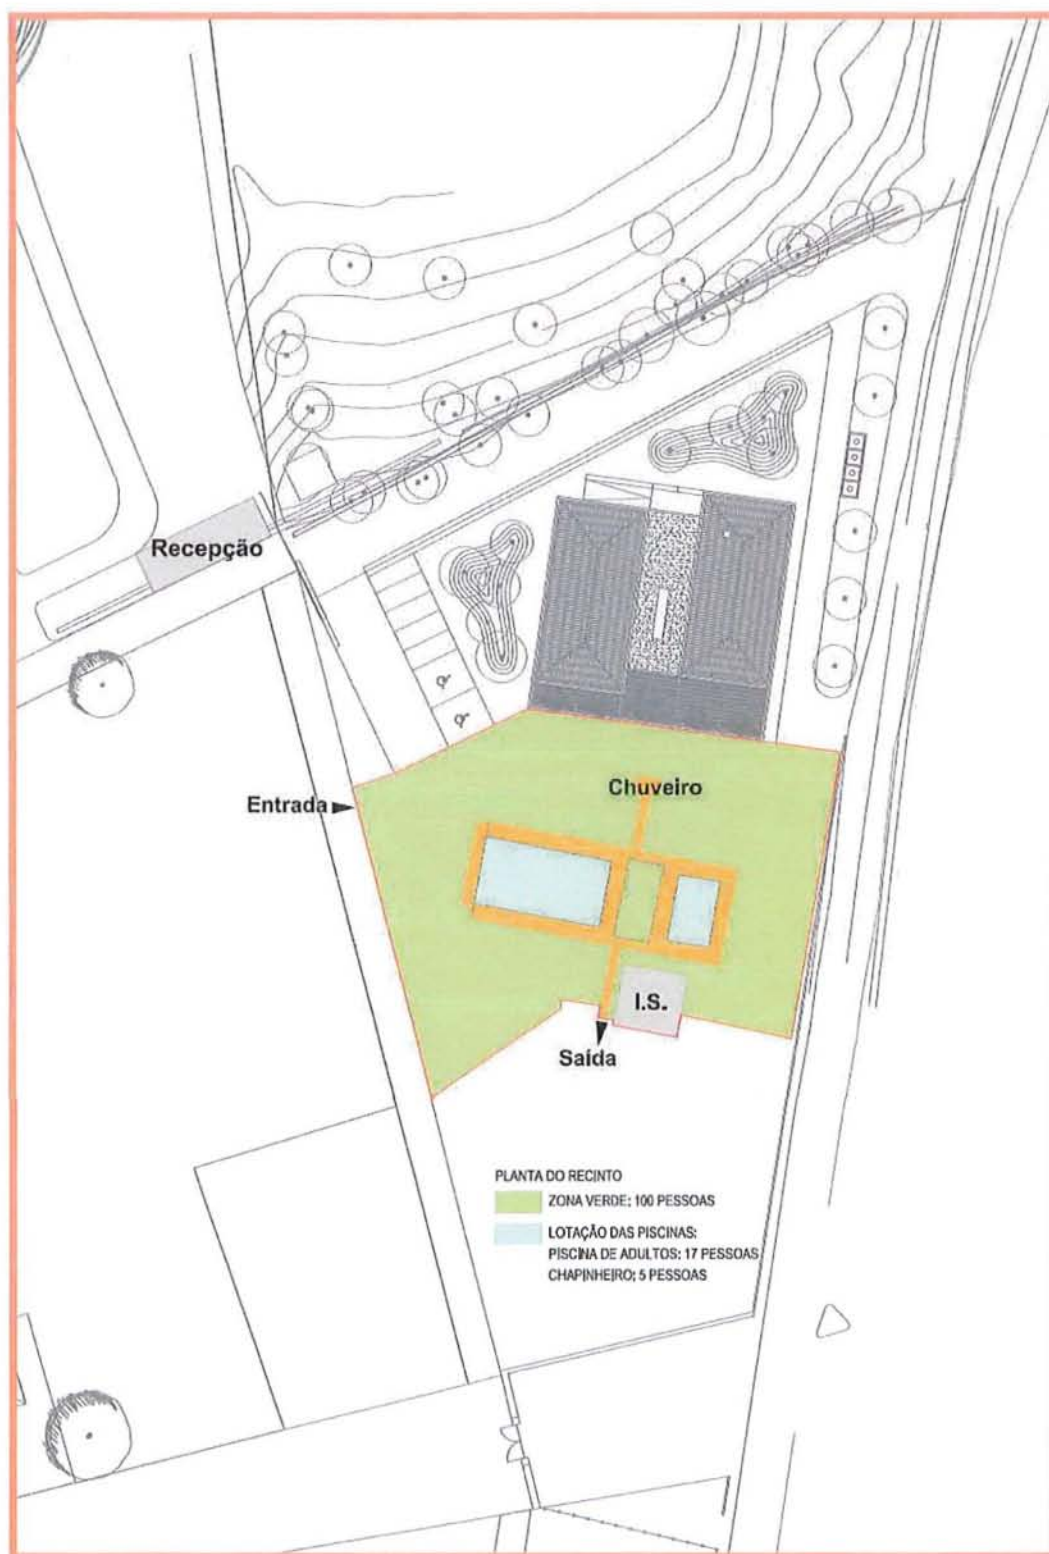 Recepção
Chuveiro
Entrada
I.S.
Saída
PLANTA DO RECINTO
ZONA VERDE; 100 PESSOAS
LOTAÇÃO DAS PISCINAS:
PISCINA DE ADULTOS; 17 PESSOAS
CHAPINHEIRO; 5 PESSOAS